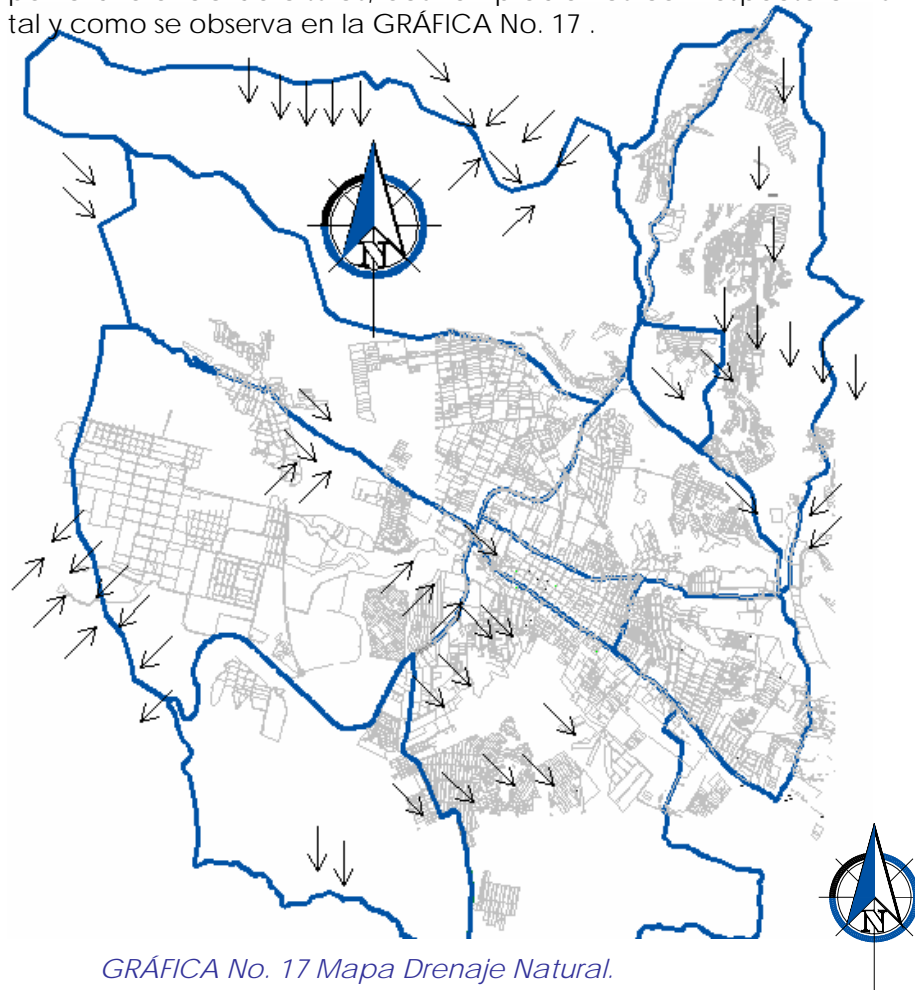 tal y como se observa en la GRÁFICA No. 17 .
N
N
GRÁFICA No. 17 Mapa Drenaje Natural.